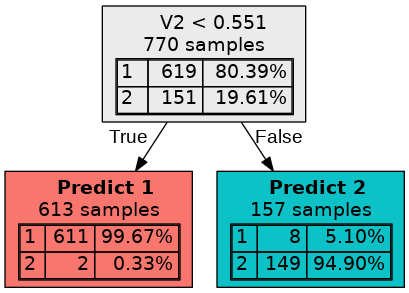 V2 < 0.551
770 samples
1 619 80.39%
2 151 19.61%
True
False
Predict 1
613 samples
1 611 99.67%
2 2 0.33%
Predict 2
157 samples
1 8 5.10%
2 149 94.90%